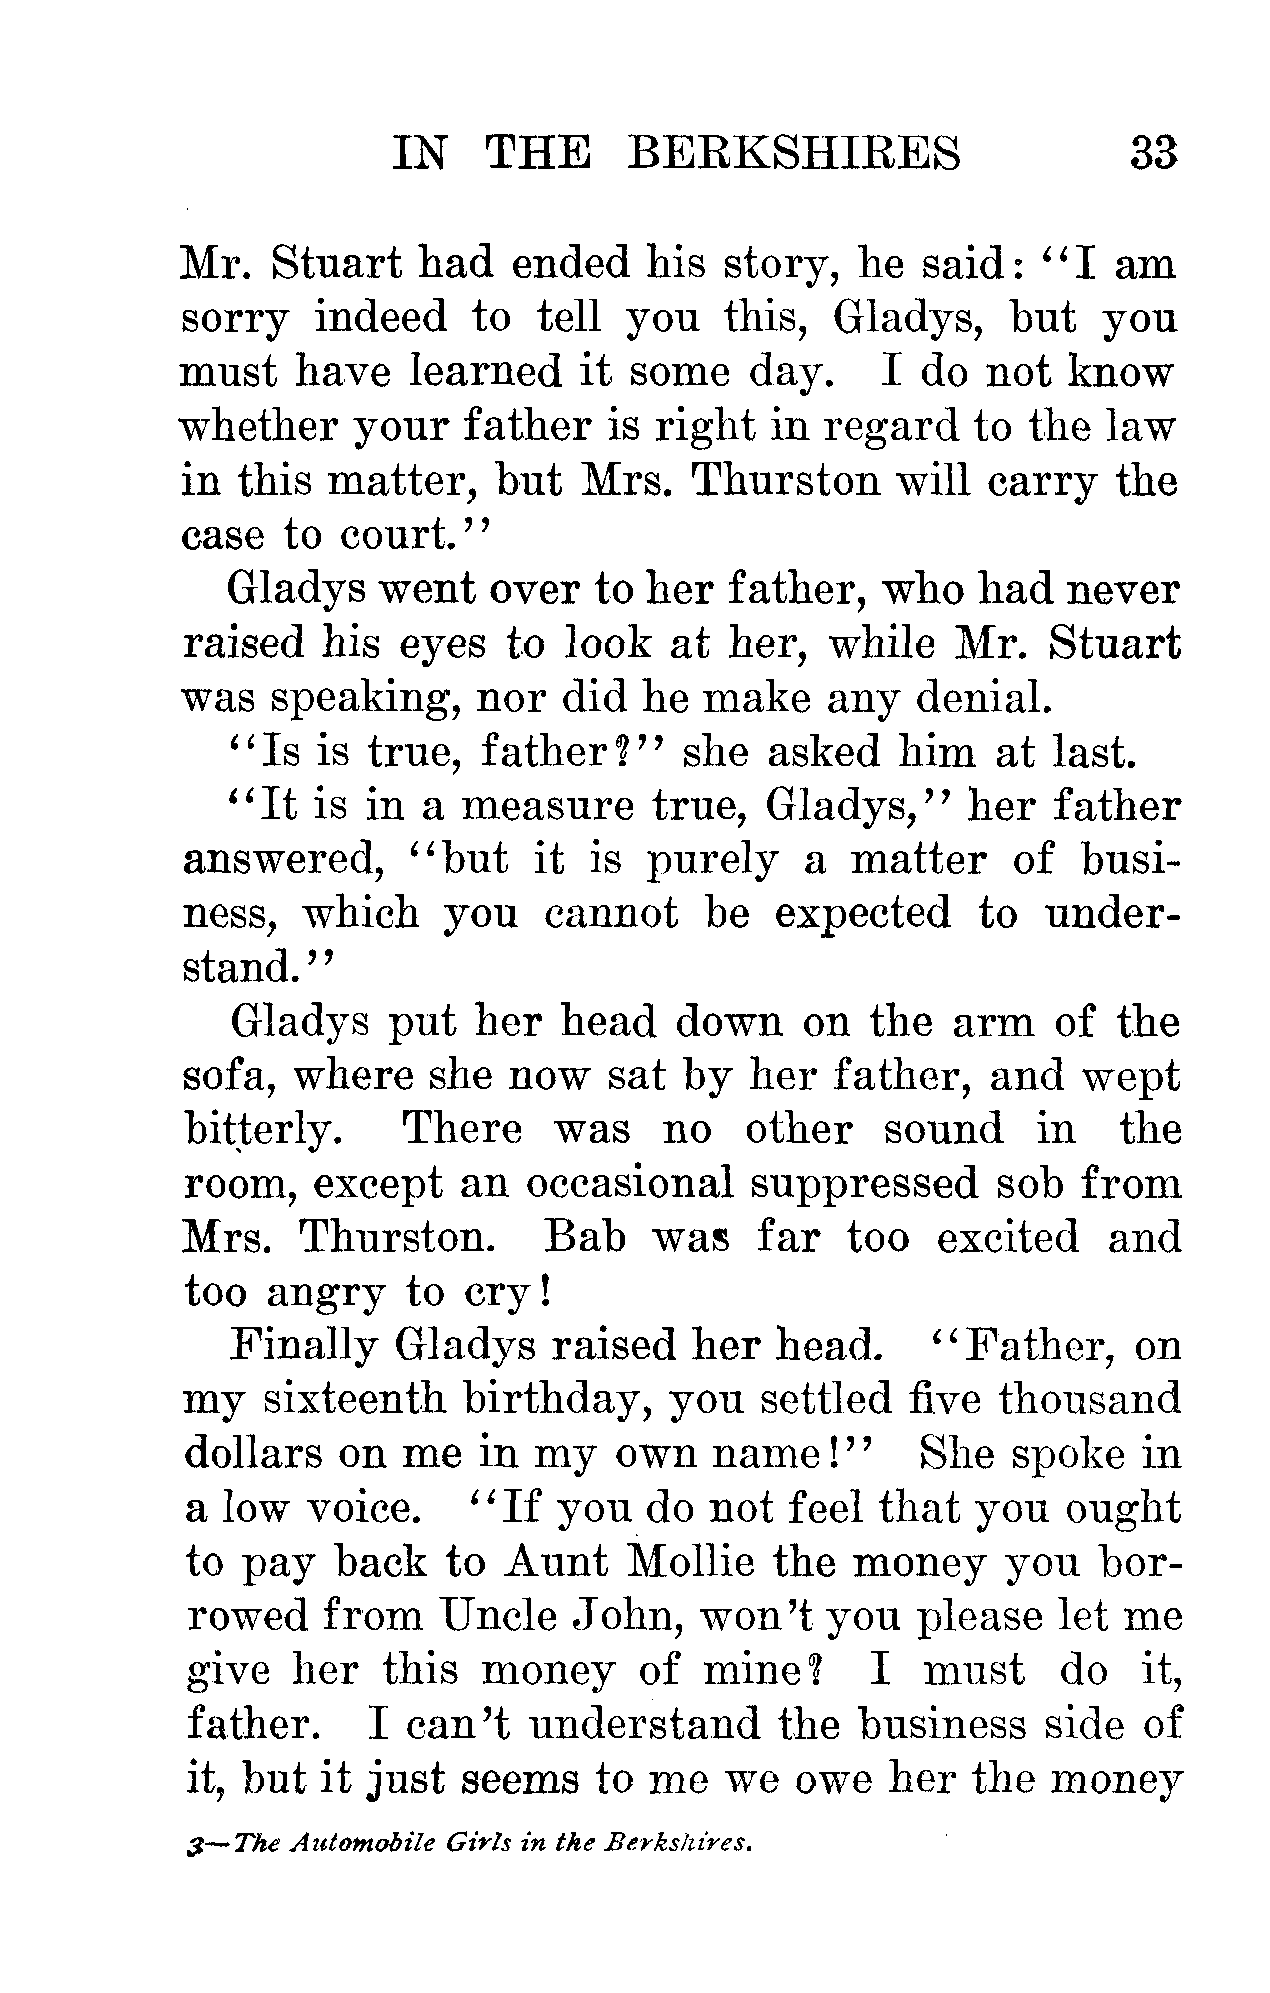 IN THE BERKSHIRES 33
Mr. Stuart had ended his story, he said: "I am
sorry indeed to tell you this, Gladys, but you
must have learned it some day. I do not know
whether your father is right in regard to the law
in this matter, but Mrs. Thurston will carry the
case to court."
Gladys went over to her father, who had never
raised his eyes to look at her, while Mr. Stuart
was speaking, nor did he make any denial.
"Is is true, father?" she asked him at last.
"It is in a measure true, Gladys," her father
answered, "but it is purely a matter of busi-
ness, which you cannot be expected to under-
stand."
Gladys put her head down on the arm of the
sofa, where she now sat by her father, and wept
bitterly. There was no other sound in the
room, except an occasional suppressed sob from
Mrs. Thurston. Bab was far too excited and
too angry to cry!
Finally Gladys raised her head. "Father, on
my sixteenth birthday, you settled five thousand
dollars on me in my own name!" She spoke in
a low voice. "If you do not feel that you ought
to pay back to Aunt Mollie the money you bor-
rowed from Uncle John, won't you please let me
give her this money of mine? I must do it,
father. I can't understand the business side of
it, but it just seems to me we owe her the money
3—The Automobile Girls in the Berkshires.